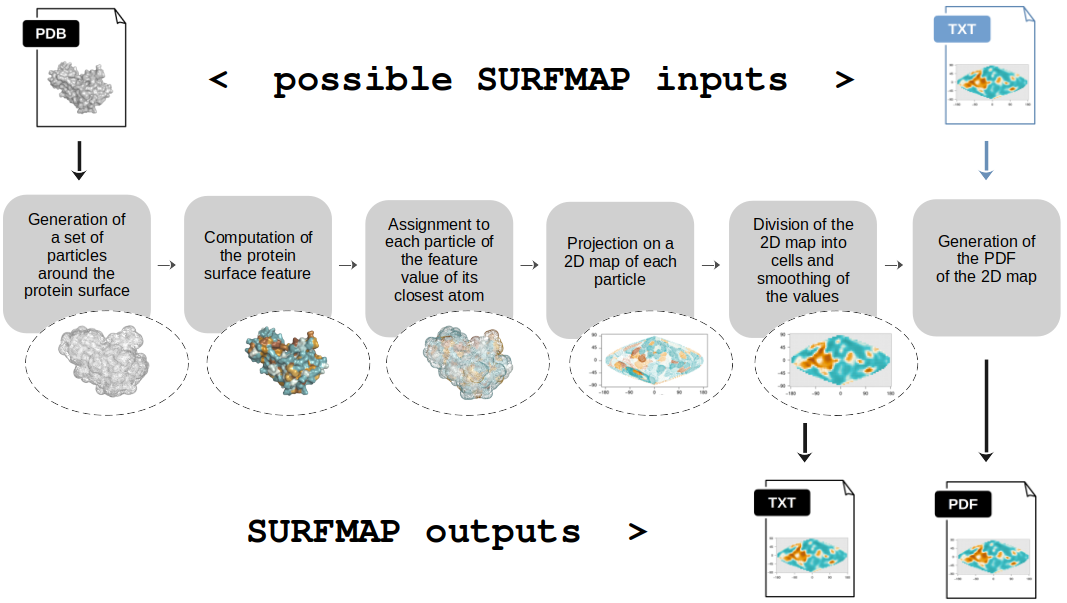 PDB
< possible SURFMAP inputs >
TXT
Generation of
a set of
particles
around the
protein surface
Computation of
the protein
surface feature
Assignment to
each particle of
the feature
value of its
closest atom
Projection on a
2D map of each
particle
Division of the
2D map into
cells and
smoothing of
the values
Generation of
the PDF
of the 2D map
SURFMAP outputs >
TXT
PDF